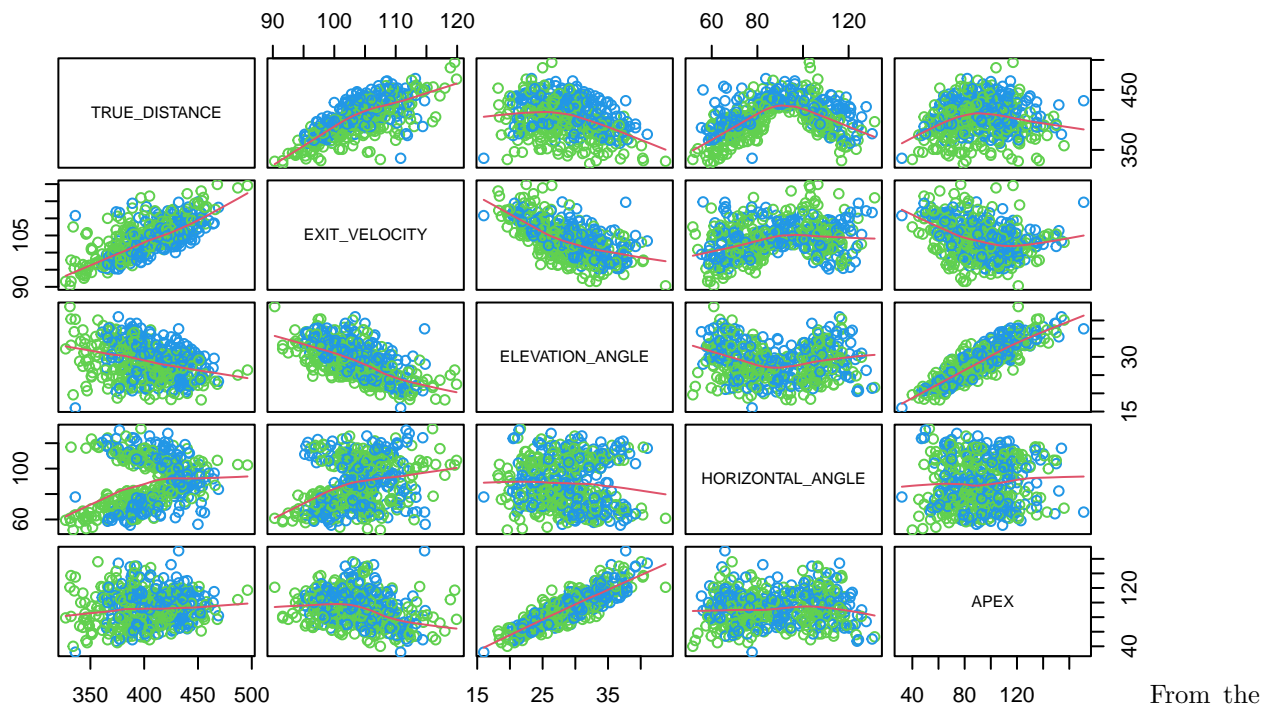 90 100 110 120 60 80 120
TRUE_DISTANCE
350 450
90 105
EXIT_VELOCITY
ELEVATION_ANGLE
15 30
60 100
HORIZONTAL_ANGLE
APEX
40 120
350 400 450 500 15 25 35 40 80 120
From the